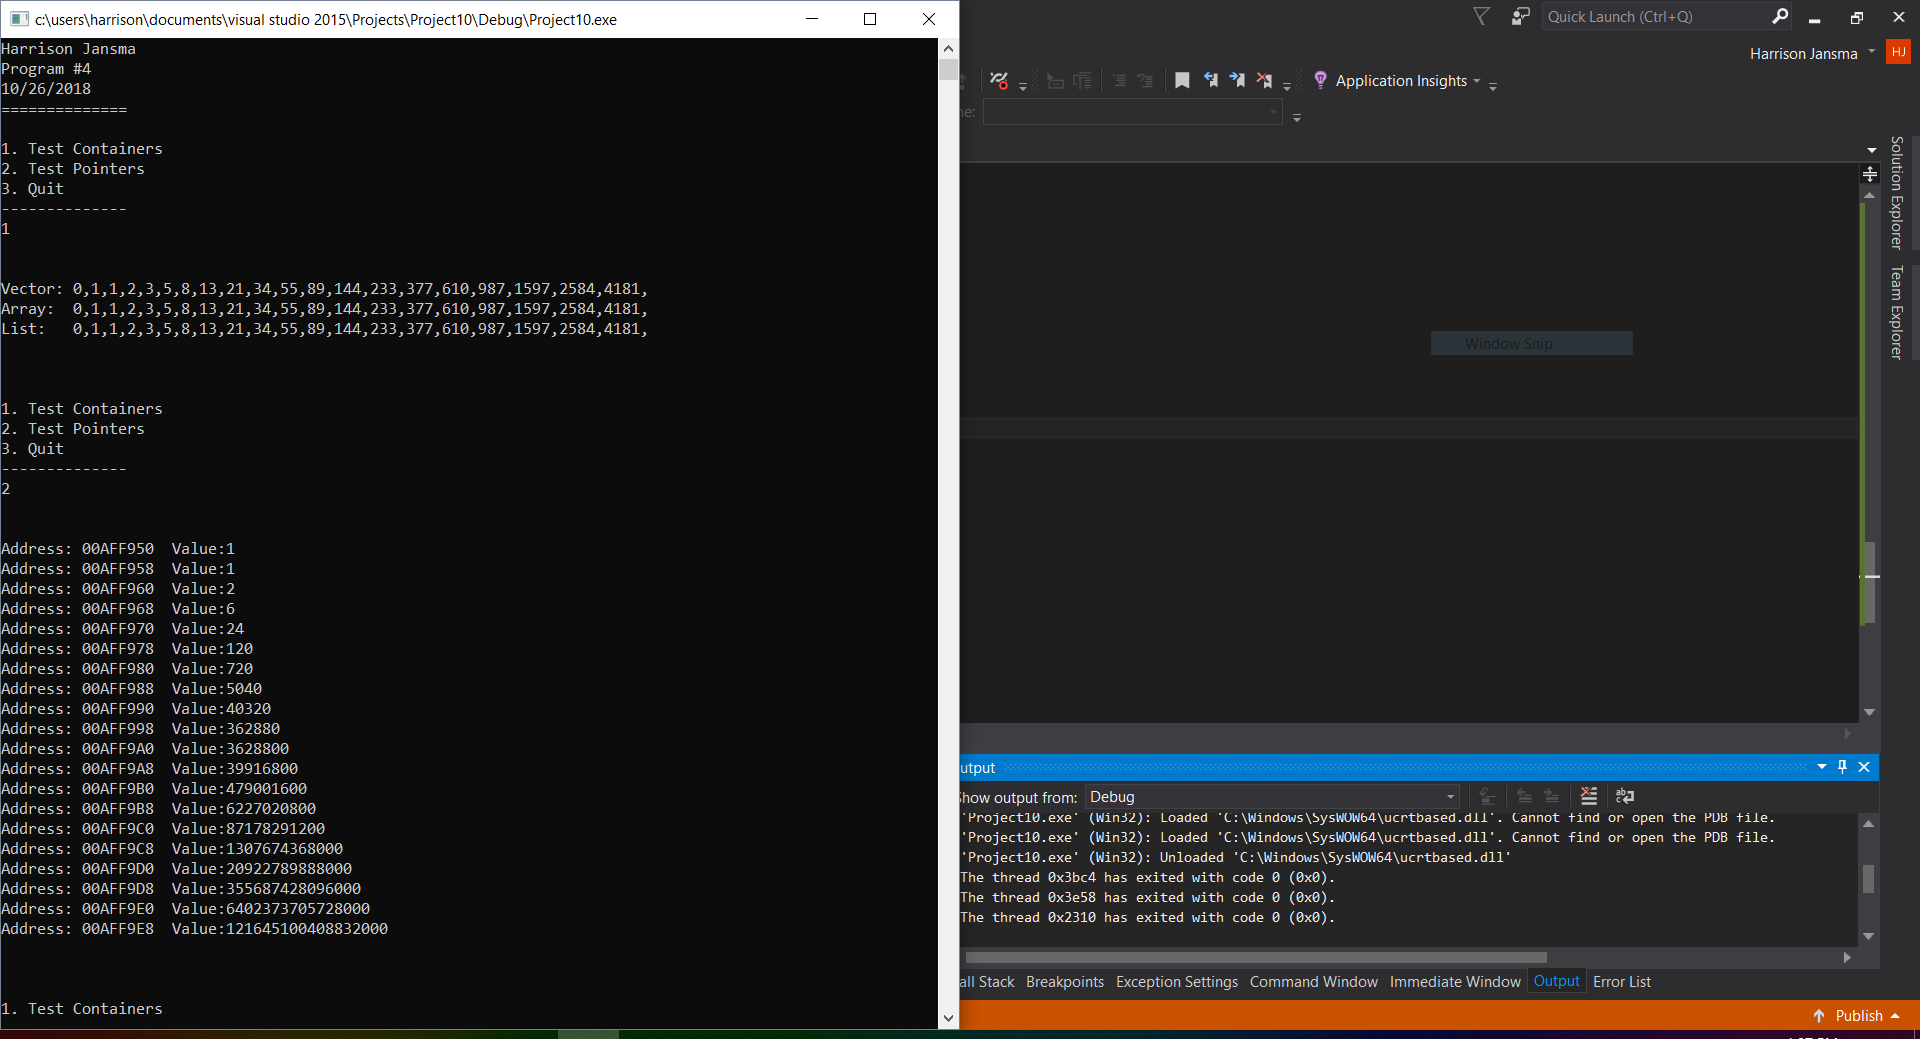 c:\users\harrison\documents\visual studio 2015\Projects\Project10\Debug\Project10.exe
Harrison Jansma
Program #4
10/26/2018
==============
1. Test Containers
2. Test Pointers
3. Quit
--------------
1
Vector: 0,1,1,2,3,5,8,13,21,34,55,89,144,233,377,610,987,1597,2584,4181,
Array:  0,1,1,2,3,5,8,13,21,34,55,89,144,233,377,610,987,1597,2584,4181,
List:   0,1,1,2,3,5,8,13,21,34,55,89,144,233,377,610,987,1597,2584,4181,
1. Test Containers
2. Test Pointers
3. Quit
--------------
2
Address: 00AFF950  Value:1
Address: 00AFF958  Value:1
Address: 00AFF960  Value:2
Address: 00AFF968  Value:6
Address: 00AFF970  Value:24
Address: 00AFF978  Value:120
Address: 00AFF980  Value:720
Address: 00AFF988  Value:5040
Address: 00AFF990  Value:40320
Address: 00AFF998  Value:362880
Address: 00AFF9A0  Value:3628800
Address: 00AFF9A8  Value:39916800
Address: 00AFF9B0  Value:479001600
Address: 00AFF9B8  Value:6227020800
Address: 00AFF9C0  Value:87178291200
Address: 00AFF9C8  Value:1307674368000
Address: 00AFF9D0  Value:20922789888000
Address: 00AFF9D8  Value:355687428096000
Address: 00AFF9E0  Value:6402373705728000
Address: 00AFF9E8  Value:121645100408832000
1. Test Containers
Quick Launch (Ctrl+Q)
Harrison Jansma HJ
Application Insights
ne:
Solution Explorer
Team Explorer
Window Snip
utput
Show output from: Debug
'Project10.exe' (Win32): Loaded 'C:\Windows\SysWOW64\ucrtbased.dll'. Cannot find or open the PDB file.
'Project10.exe' (Win32): Loaded 'C:\Windows\SysWOW64\ucrtbased.dll'. Cannot find or open the PDB file.
'Project10.exe' (Win32): Unloaded 'C:\Windows\SysWOW64\ucrtbased.dll'
The thread 0x3bc4 has exited with code 0 (0x0).
The thread 0x3e58 has exited with code 0 (0x0).
The thread 0x2310 has exited with code 0 (0x0).
all Stack Breakpoints Exception Settings Command Window Immediate Window Output Error List
Publish